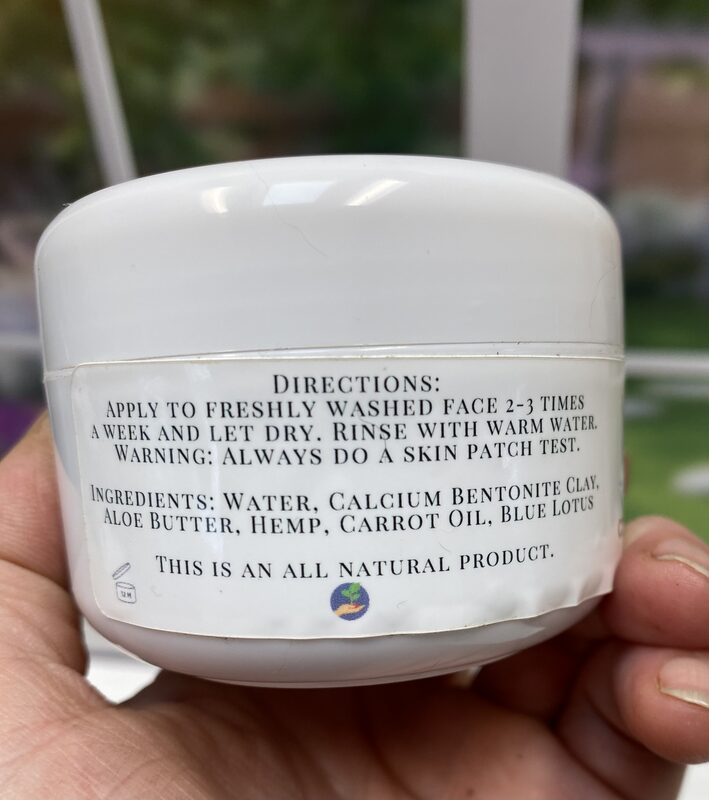 Directions:
Apply to freshly washed face 2-3 times
a week and let dry. Rinse with warm water.
Warning: Always do a skin patch test.
Ingredients: Water, Calcium Bentonite Clay,
Aloe Butter, Hemp, Carrot Oil, Blue Lotus
This is an all natural product.
12 M